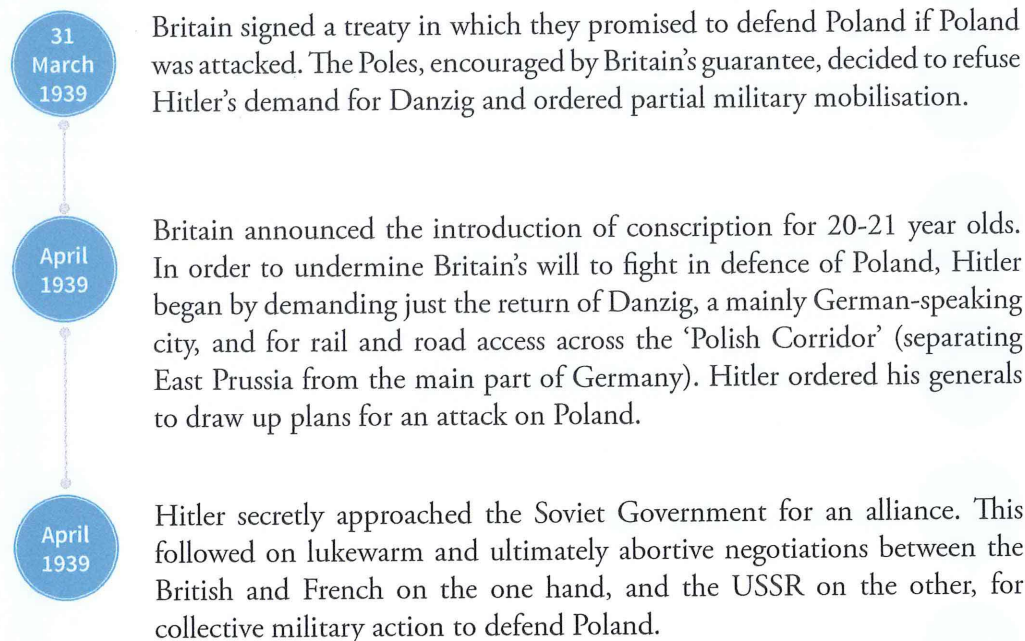 31
March
1939
Britain signed a treaty in which they promised to defend Poland if Poland
was attacked. The Poles, encouraged by Britain's guarantee, decided to refuse
Hitler's demand for Danzig and ordered partial military mobilisation.
April
1939
Britain announced the introduction of conscription for 20-21 year olds.
In order to undermine Britain's will to fight in defence of Poland, Hitler
began by demanding just the return of Danzig, a mainly German-speaking
city, and for rail and road access across the ‘Polish Corridor’ (separating
East Prussia from the main part of Germany). Hitler ordered his generals
to draw up plans for an attack on Poland.
April
1939
Hitler secretly approached the Soviet Government for an alliance. This
followed on lukewarm and ultimately abortive negotiations between the
British and French on the one hand, and the USSR on the other, for
collective military action to defend Poland.